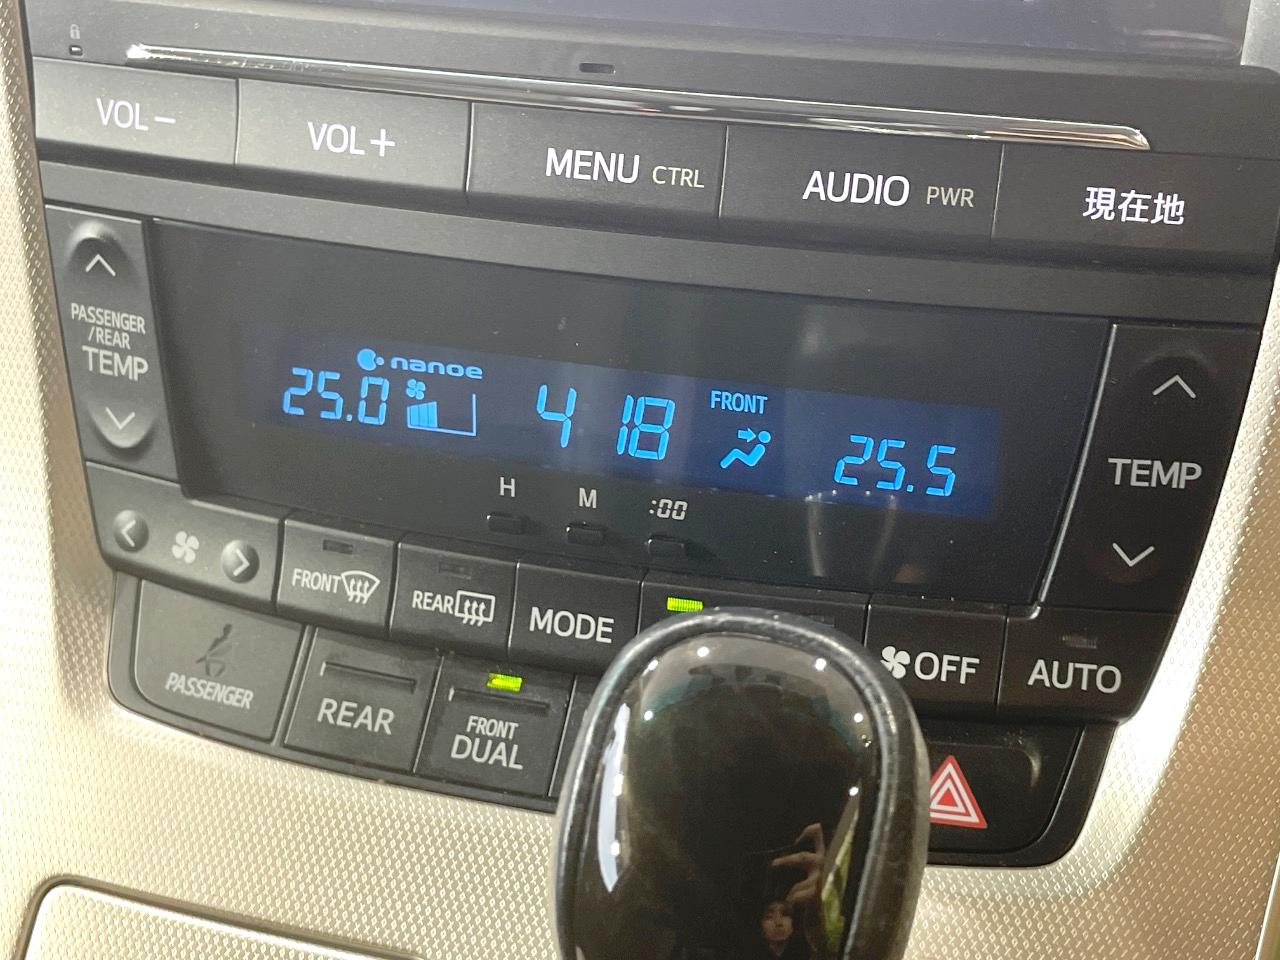 VOL－
VOL＋
MENU CTRL
AUDIO PWR
現在地
PASSENGER
/REAR
TEMP
nanoe
25.0
4 18
FRONT
25.5
TEMP
H
M
:00
FRONT
REAR
MODE
OFF
AUTO
PASSENGER
REAR
FRONT
DUAL